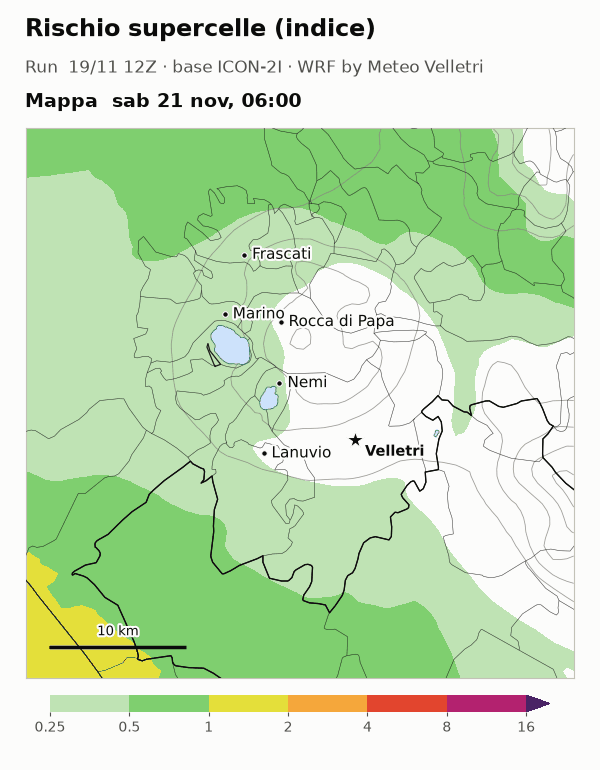 Rischio supercelle (indice)
Run  19/11 12Z · base ICON-2I · WRF by Meteo Velletri
Mappa  sab 21 nov, 06:00
Frascati
Marino
Rocca di Papa
Nemi
Velletri
Lanuvio
10 km
0.25 0.5 1 2 4 8 16